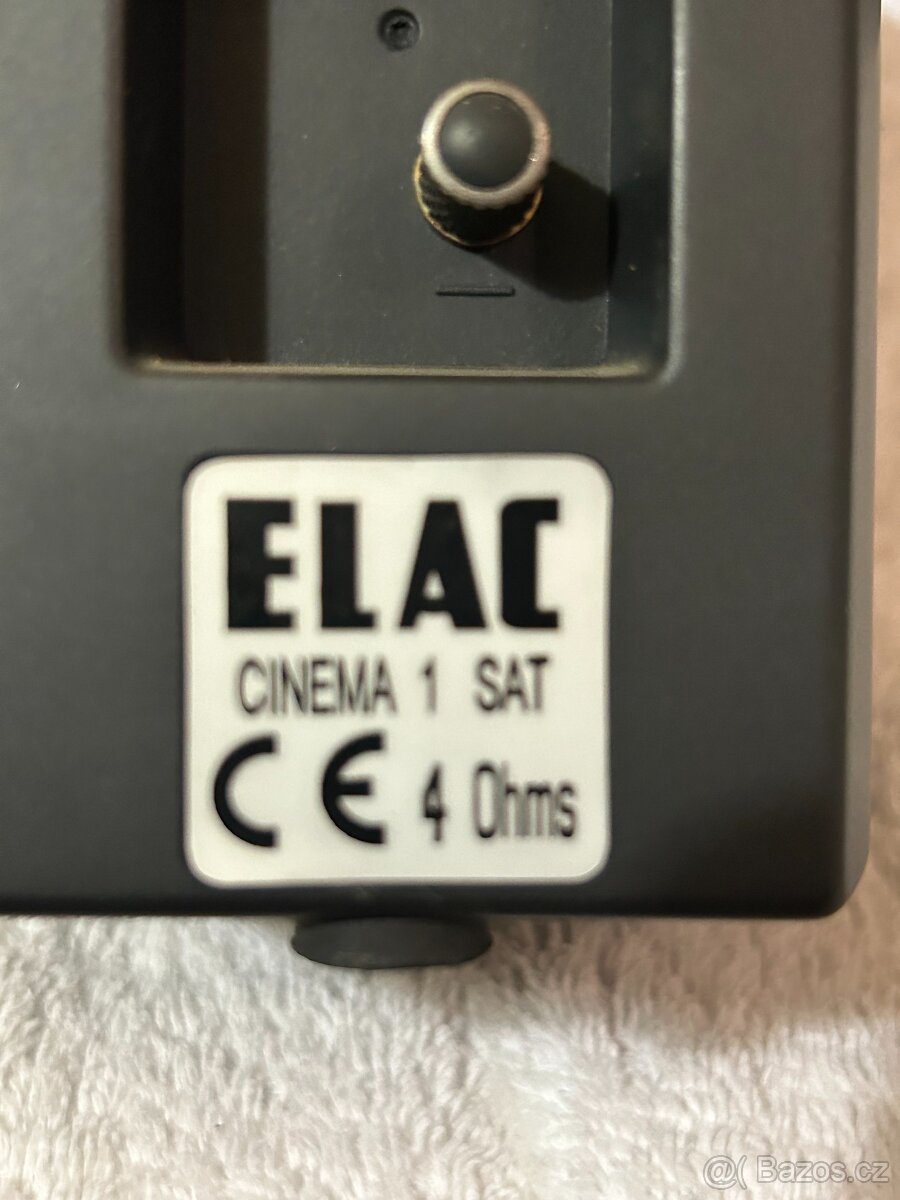 ELAC
CINEMA 1 SAT
CE 4 Ohms
@( Bazos.cz